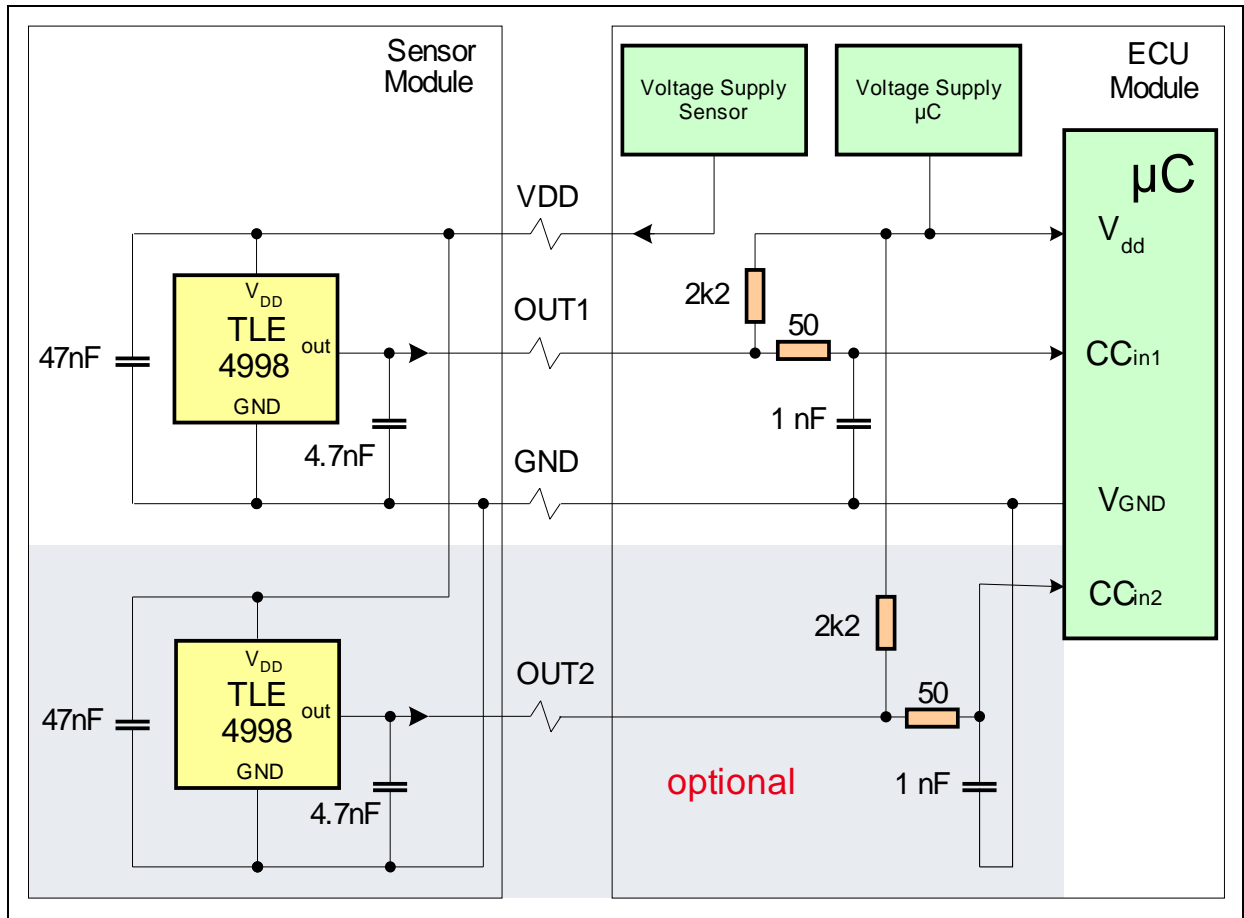 Sensor
Module
ECU
Module
Voltage Supply
Sensor
Voltage Supply
µC
µC
VDD
Vdd
VDD
TLE
4998
out
GND
47nF
4.7nF
OUT1
2k2
50
CCin1
1 nF
GND
VGND
CCin2
2k2
VDD
TLE
4998
out
GND
47nF
4.7nF
OUT2
50
optional
1 nF